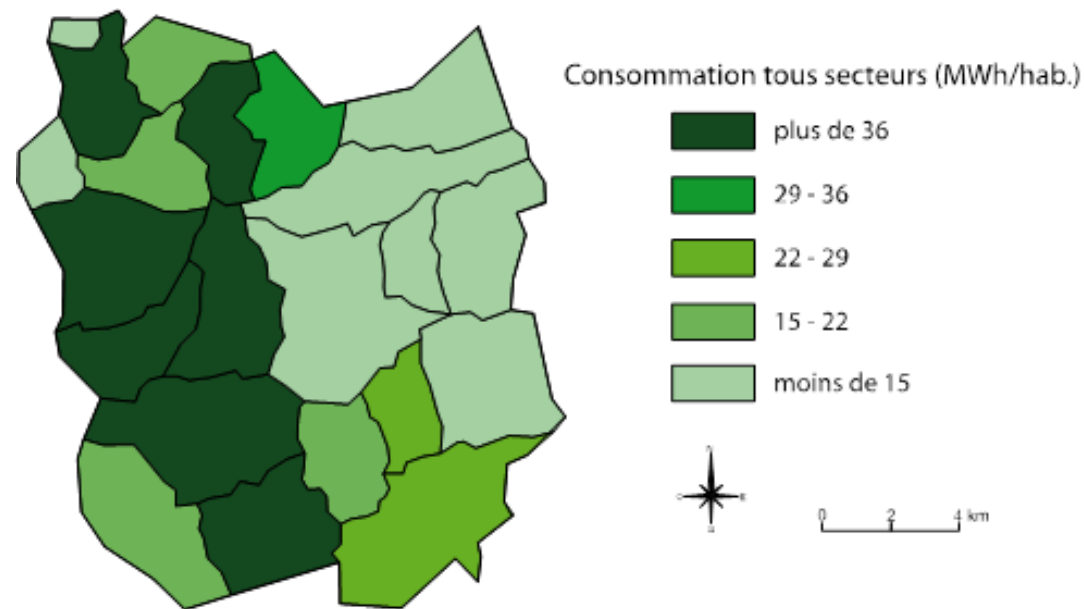 Consommation tous secteurs (MWh/hab.)
plus de 36
29 - 36
22 - 29
15 - 22
moins de 15
0 2 4 km